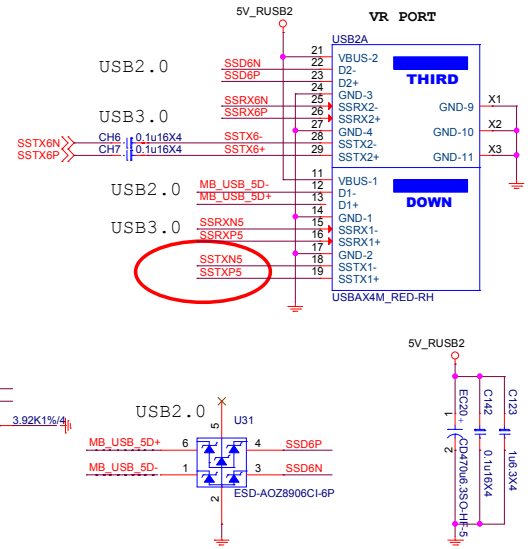 5V_RUSB2
VR PORT
USB2A
USB2.0
SSD6N
SSD6P
21
22
23
24
VBUS-2
D2-
D2+
GND-3
THIRD
USB3.0
SSRX6N
SSRX6P
25
26
27
SSRX2-
SSRX2+
GND-4
GND-9
X1
GND-10
X2
SSTX6N
CH6
0.1u16X4
SSTX6-
28
SSTX2-
SSTX6P
CH7
0.1u16X4
SSTX6+
29
SSTX2+
GND-11
X3
USB2.0
MB_USB_5D-
MB_USB_5D+
11
12
13
14
VBUS-1
D1-
D1+
GND-1
DOWN
USB3.0
SSRXN5
SSRXP5
15
16
17
SSRX1-
SSRX1+
GND-2
SSTXN5
18
SSTX1-
SSTXP5
19
SSTX1+
USBAX4M_RED-RH
5V_RUSB2
3.92K1%/4
USB2.0
5
U31
MB_USB_5D+
6
4
SSD6P
MB_USB_5D-
1
3
SSD6N
2
ESD-AOZ8906CI-6P
1
EC20
+
2
CD470u6.3SO-HF-5
C142
0.1u16X4
C123
1u6.3X4